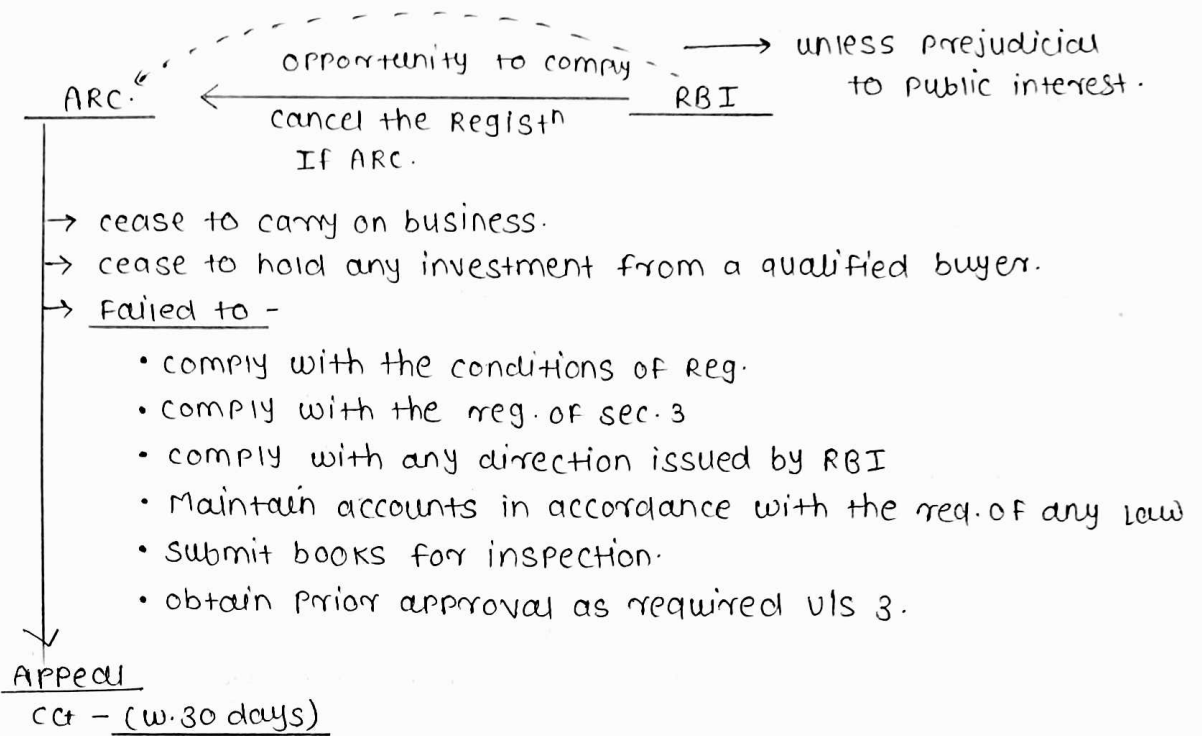 opportunity to comply
→ unless prejudicial
to public interest.
ARC.
RBI
cancel the Registn
If ARC.
→ cease to carry on business.
→ cease to hold any investment from a qualified buyer.
→ Failed to -
• comply with the conditions of Reg.
• comply with the req. of sec. 3
• comply with any direction issued by RBI
• Maintain accounts in accordance with the req. of any law
• Submit books for inspection.
• obtain prior approval as required u/s 3.
Appeal
CG - (w. 30 days)